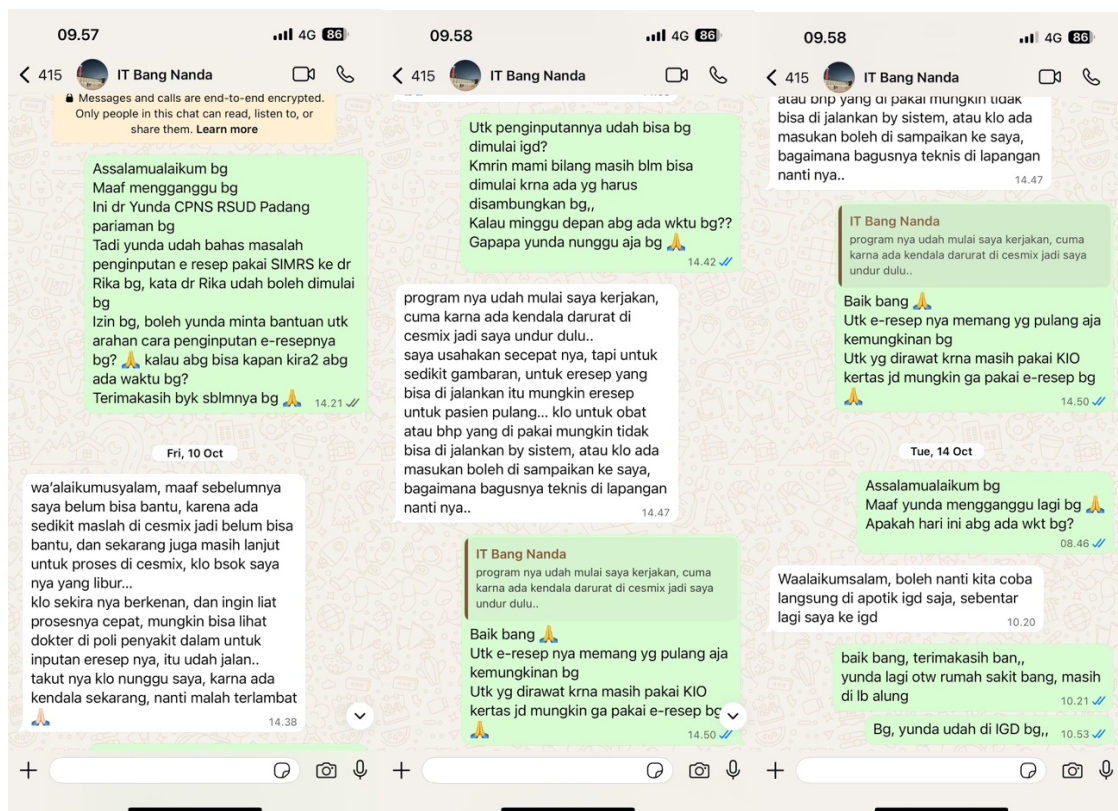 09.57
4G 86
415
IT Bang Nanda
Messages and calls are end-to-end encrypted.
Only people in this chat can read, listen to, or
share them. Learn more
Assalamualaikum bg
Maaf mengganggu bg
Ini dr Yunda CPNS RSUD Padang
pariaman bg
Tadi yunda udah bahas masalah
penginputan e resep pakai SIMRS ke dr
Rika bg, kata dr Rika udah boleh dimulai
bg
Izin bg, boleh yunda minta bantuan utk
arahan cara penginputan e-resepnya
bg? 🙏 kalau abg bisa kapan kira2 abg
ada waktu bg?
Terimakasih byk sblmnya bg 🙏
14.21
Fri, 10 Oct
wa'alaikumusyalam, maaf sebelumnya
saya belum bisa bantu, karena ada
sedikit maslah di cesmix jadi belum bisa
bantu, dan sekarang juga masih lanjut
untuk proses di cesmix, klo bsok saya
nya yang libur...
klo sekira nya berkenan, dan ingin liat
prosesnya cepat, mungkin bisa lihat
dokter di poli penyakit dalam untuk
inputan eresep nya, itu udah jalan..
takut nya klo nunggu saya, karna ada
kendala sekarang, nanti malah terlambat
🙏🏻
14.38
09.58
4G 86
415
IT Bang Nanda
Utk penginputannya udah bisa bg
dimulai igd?
Kmrin mami bilang masih blm bisa
dimulai krna ada yg harus
disambungkan bg,,
Kalau minggu depan abg ada wktu bg??
Gapapa yunda nunggu aja bg 🙏
14.42
program nya udah mulai saya kerjakan,
cuma karna ada kendala darurat di
cesmix jadi saya undur dulu..
saya usahakan secepat nya, tapi untuk
sedikit gambaran, untuk eresep yang
bisa di jalankan itu mungkin eresep
untuk pasien pulang... klo untuk obat
atau bhp yang di pakai mungkin tidak
bisa di jalankan by sistem, atau klo ada
masukan boleh di sampaikan ke saya,
bagaimana bagusnya teknis di lapangan
nanti nya..
14.47
IT Bang Nanda
program nya udah mulai saya kerjakan, cuma
karna ada kendala darurat di cesmix jadi saya
undur dulu..
Baik bang 🙏
Utk e-resep nya memang yg pulang aja
kemungkinan bg
Utk yg dirawat krna masih pakai KIO
kertas jd mungkin ga pakai e-resep bg
🙏
14.50
09.58
4G 86
415
IT Bang Nanda
atau bhp yang di pakai mungkin tidak
bisa di jalankan by sistem, atau klo ada
masukan boleh di sampaikan ke saya,
bagaimana bagusnya teknis di lapangan
nanti nya..
14.47
IT Bang Nanda
program nya udah mulai saya kerjakan, cuma
karna ada kendala darurat di cesmix jadi saya
undur dulu..
Baik bang 🙏
Utk e-resep nya memang yg pulang aja
kemungkinan bg
Utk yg dirawat krna masih pakai KIO
kertas jd mungkin ga pakai e-resep bg
🙏
14.50
Tue, 14 Oct
Assalamualaikum bg
Maaf yunda mengganggu lagi bg 🙏
Apakah hari ini abg ada wkt bg?
08.46
Waalaikumsalam, boleh nanti kita coba
langsung di apotik igd saja, sebentar
lagi saya ke igd
10.20
baik bang, terimakasih ban,,
yunda lagi otw rumah sakit bang, masih
di lb alung
10.21
Bg, yunda udah di IGD bg,,
10.53